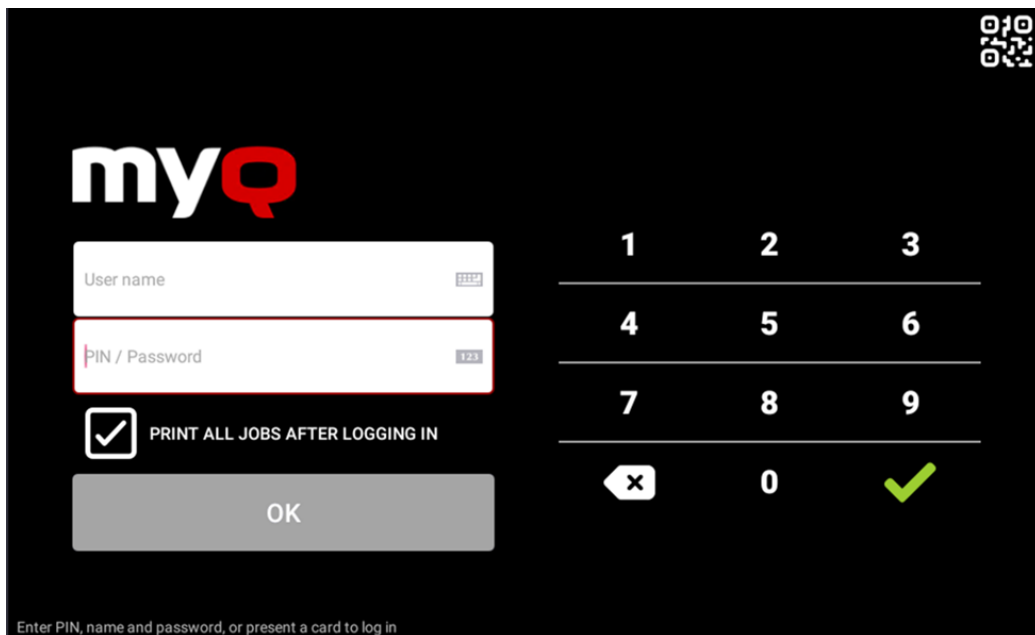 myQ
User name
PIN / Password
123
PRINT ALL JOBS AFTER LOGGING IN
OK
1 2 3
4 5 6
7 8 9
0
Enter PIN, name and password, or present a card to log in